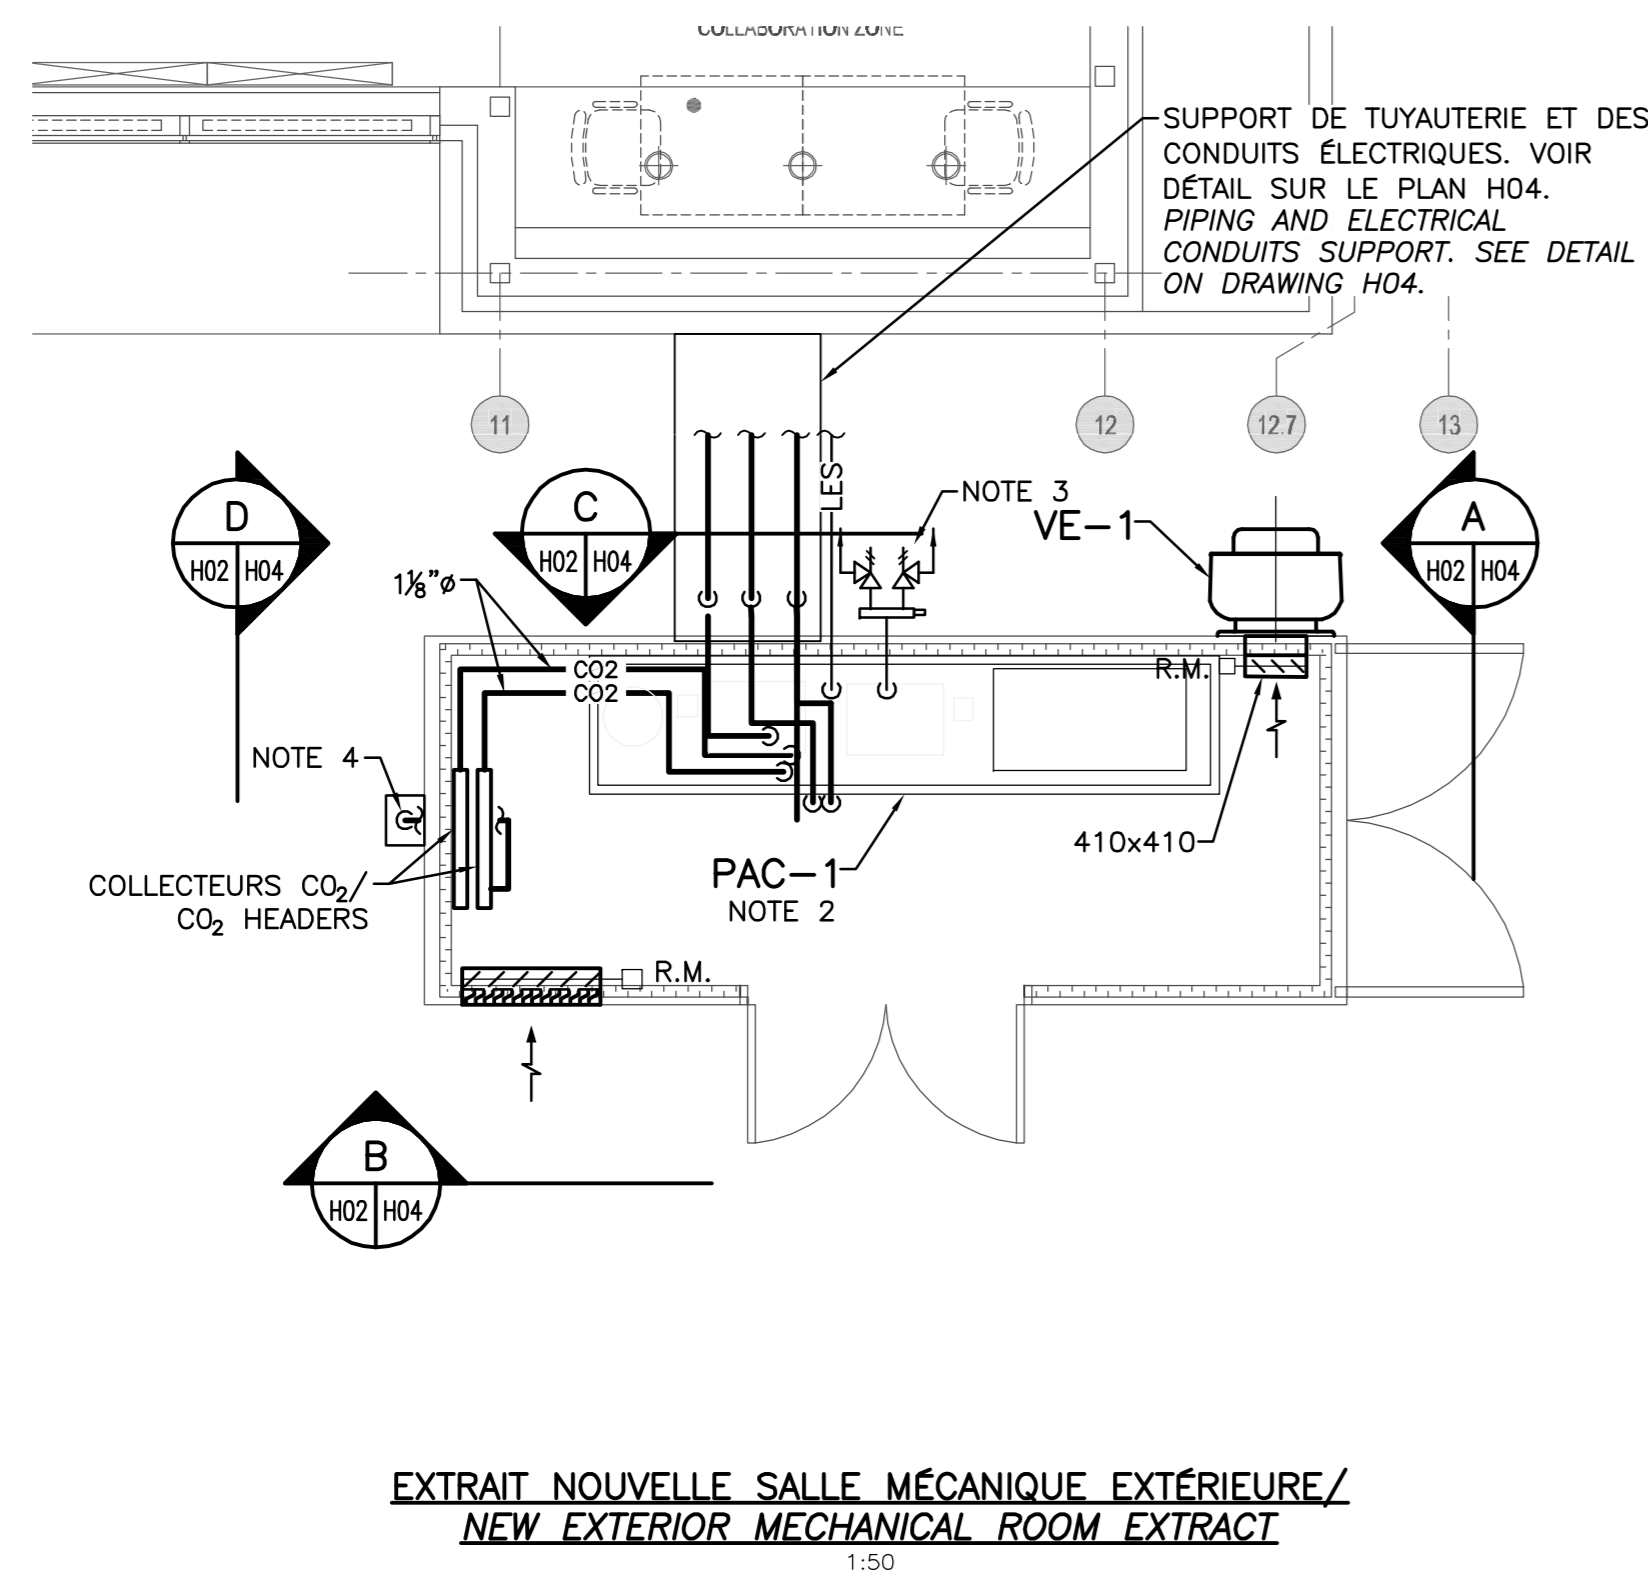 COLLABORATION ZONE
SUPPORT DE TUYAUTERIE ET DES
CONDUITS ÉLECTRIQUES. VOIR
DÉTAIL SUR LE PLAN H04.
PIPING AND ELECTRICAL
CONDUITS SUPPORT. SEE DETAIL
ON DRAWING H04.
11
12
12.7
13
D
H02 H04
C
H02 H04
A
H02 H04
LES
NOTE 3
VE-1
1⅛"ø
CO2
CO2
R.M.
NOTE 4
410x410
PAC-1
NOTE 2
COLLECTEURS CO₂/
CO₂ HEADERS
R.M.
B
H02 H04
EXTRAIT NOUVELLE SALLE MÉCANIQUE EXTÉRIEURE/
NEW EXTERIOR MECHANICAL ROOM EXTRACT
1:50